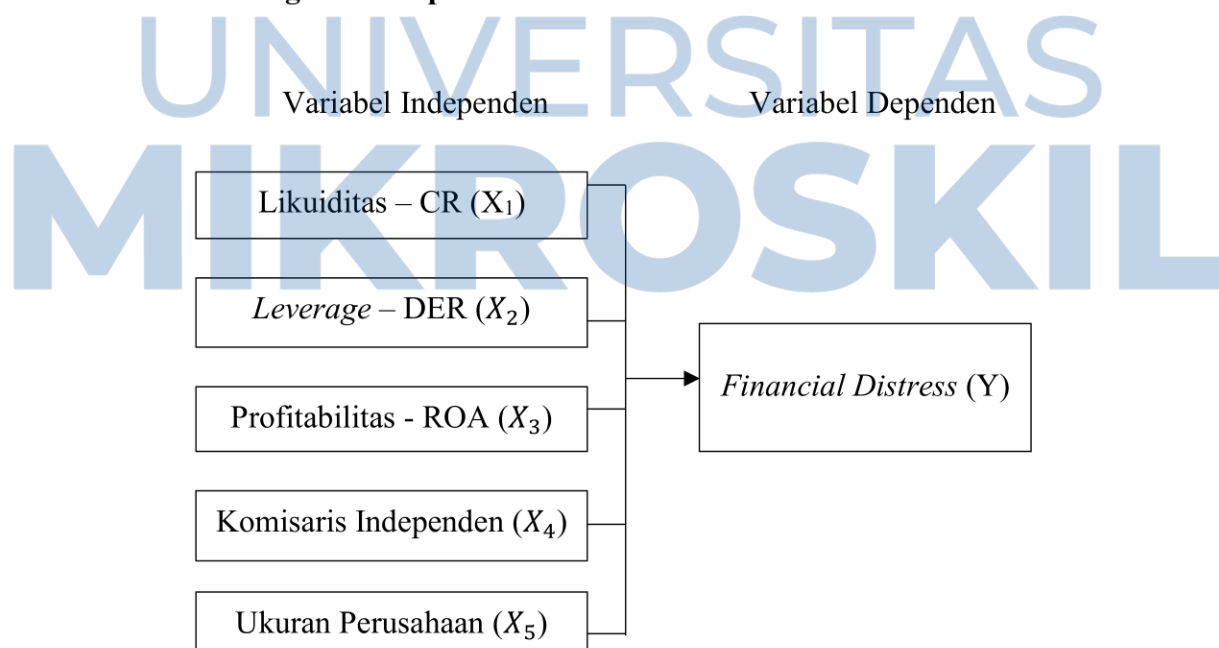 UNIVERSITAS
MIKROSKIL
Variabel Independen
Variabel Dependen
Likuiditas – CR (X₁)
Leverage – DER (X₂)
Profitabilitas - ROA (X₃)
Komisaris Independen (X₄)
Ukuran Perusahaan (X₅)
Financial Distress (Y)